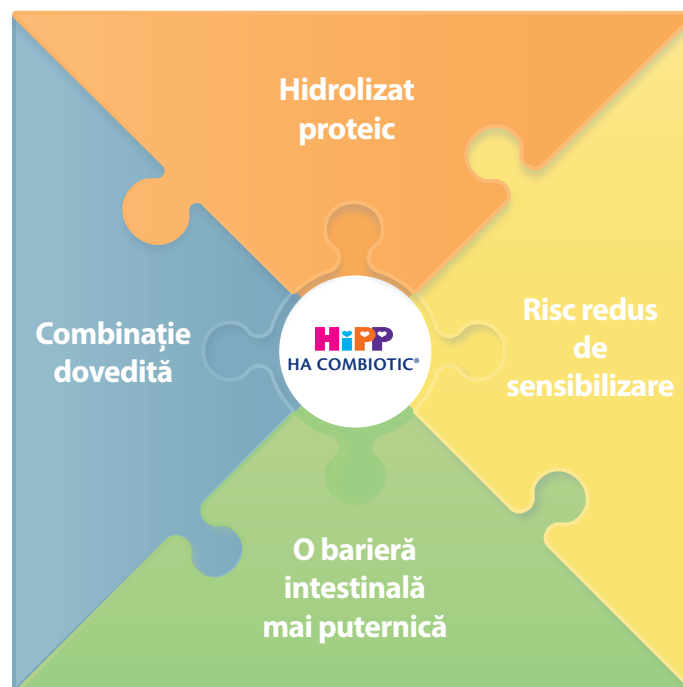 Hidrolizat
proteic
Combinație
dovedită
HiPP
HA COMBIOTIC®
Risc redus
de
sensibilizare
O barieră
intestinală
mai puternică